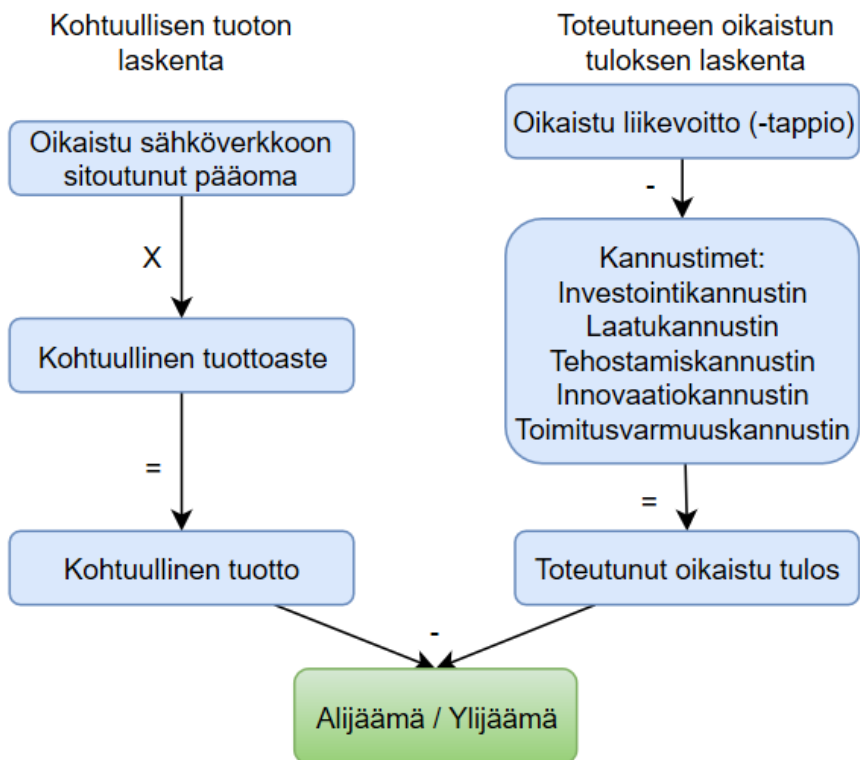 Kohtuullisen tuoton
laskenta
Oikaistu sähköverkkoon
sitoutunut pääoma
X
Kohtuullinen tuottoaste
=
Kohtuullinen tuotto
Toteutuneen oikaistun
tuloksen laskenta
Oikaistu liikevoitto (-tappio)
-
Kannustimet:
Investointikannustin
Laatukannustin
Tehostamiskannustin
Innovaatiokannustin
Toimitusvarmuuskannustin
=
Toteutunut oikaistu tulos
-
Alijäämä / Ylijäämä